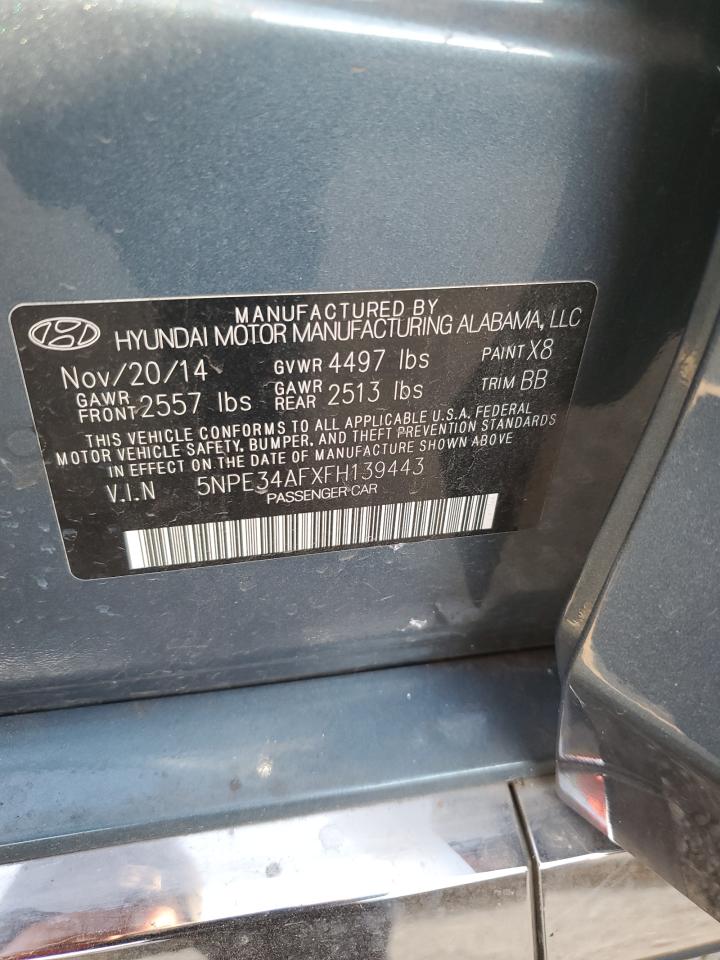 MANUFACTURED BY
HYUNDAI MOTOR MANUFACTURING ALABAMA, LLC
Nov/20/14 GVWR 4497 lbs PAINT X8
GAWR FRONT 2557 lbs GAWR REAR 2513 lbs TRIM BB
THIS VEHICLE CONFORMS TO ALL APPLICABLE U.S.A. FEDERAL
MOTOR VEHICLE SAFETY, BUMPER, AND THEFT PREVENTION STANDARDS
IN EFFECT ON THE DATE OF MANUFACTURE SHOWN ABOVE
V.I.N 5NPE34AFXFH139443
PASSENGER CAR